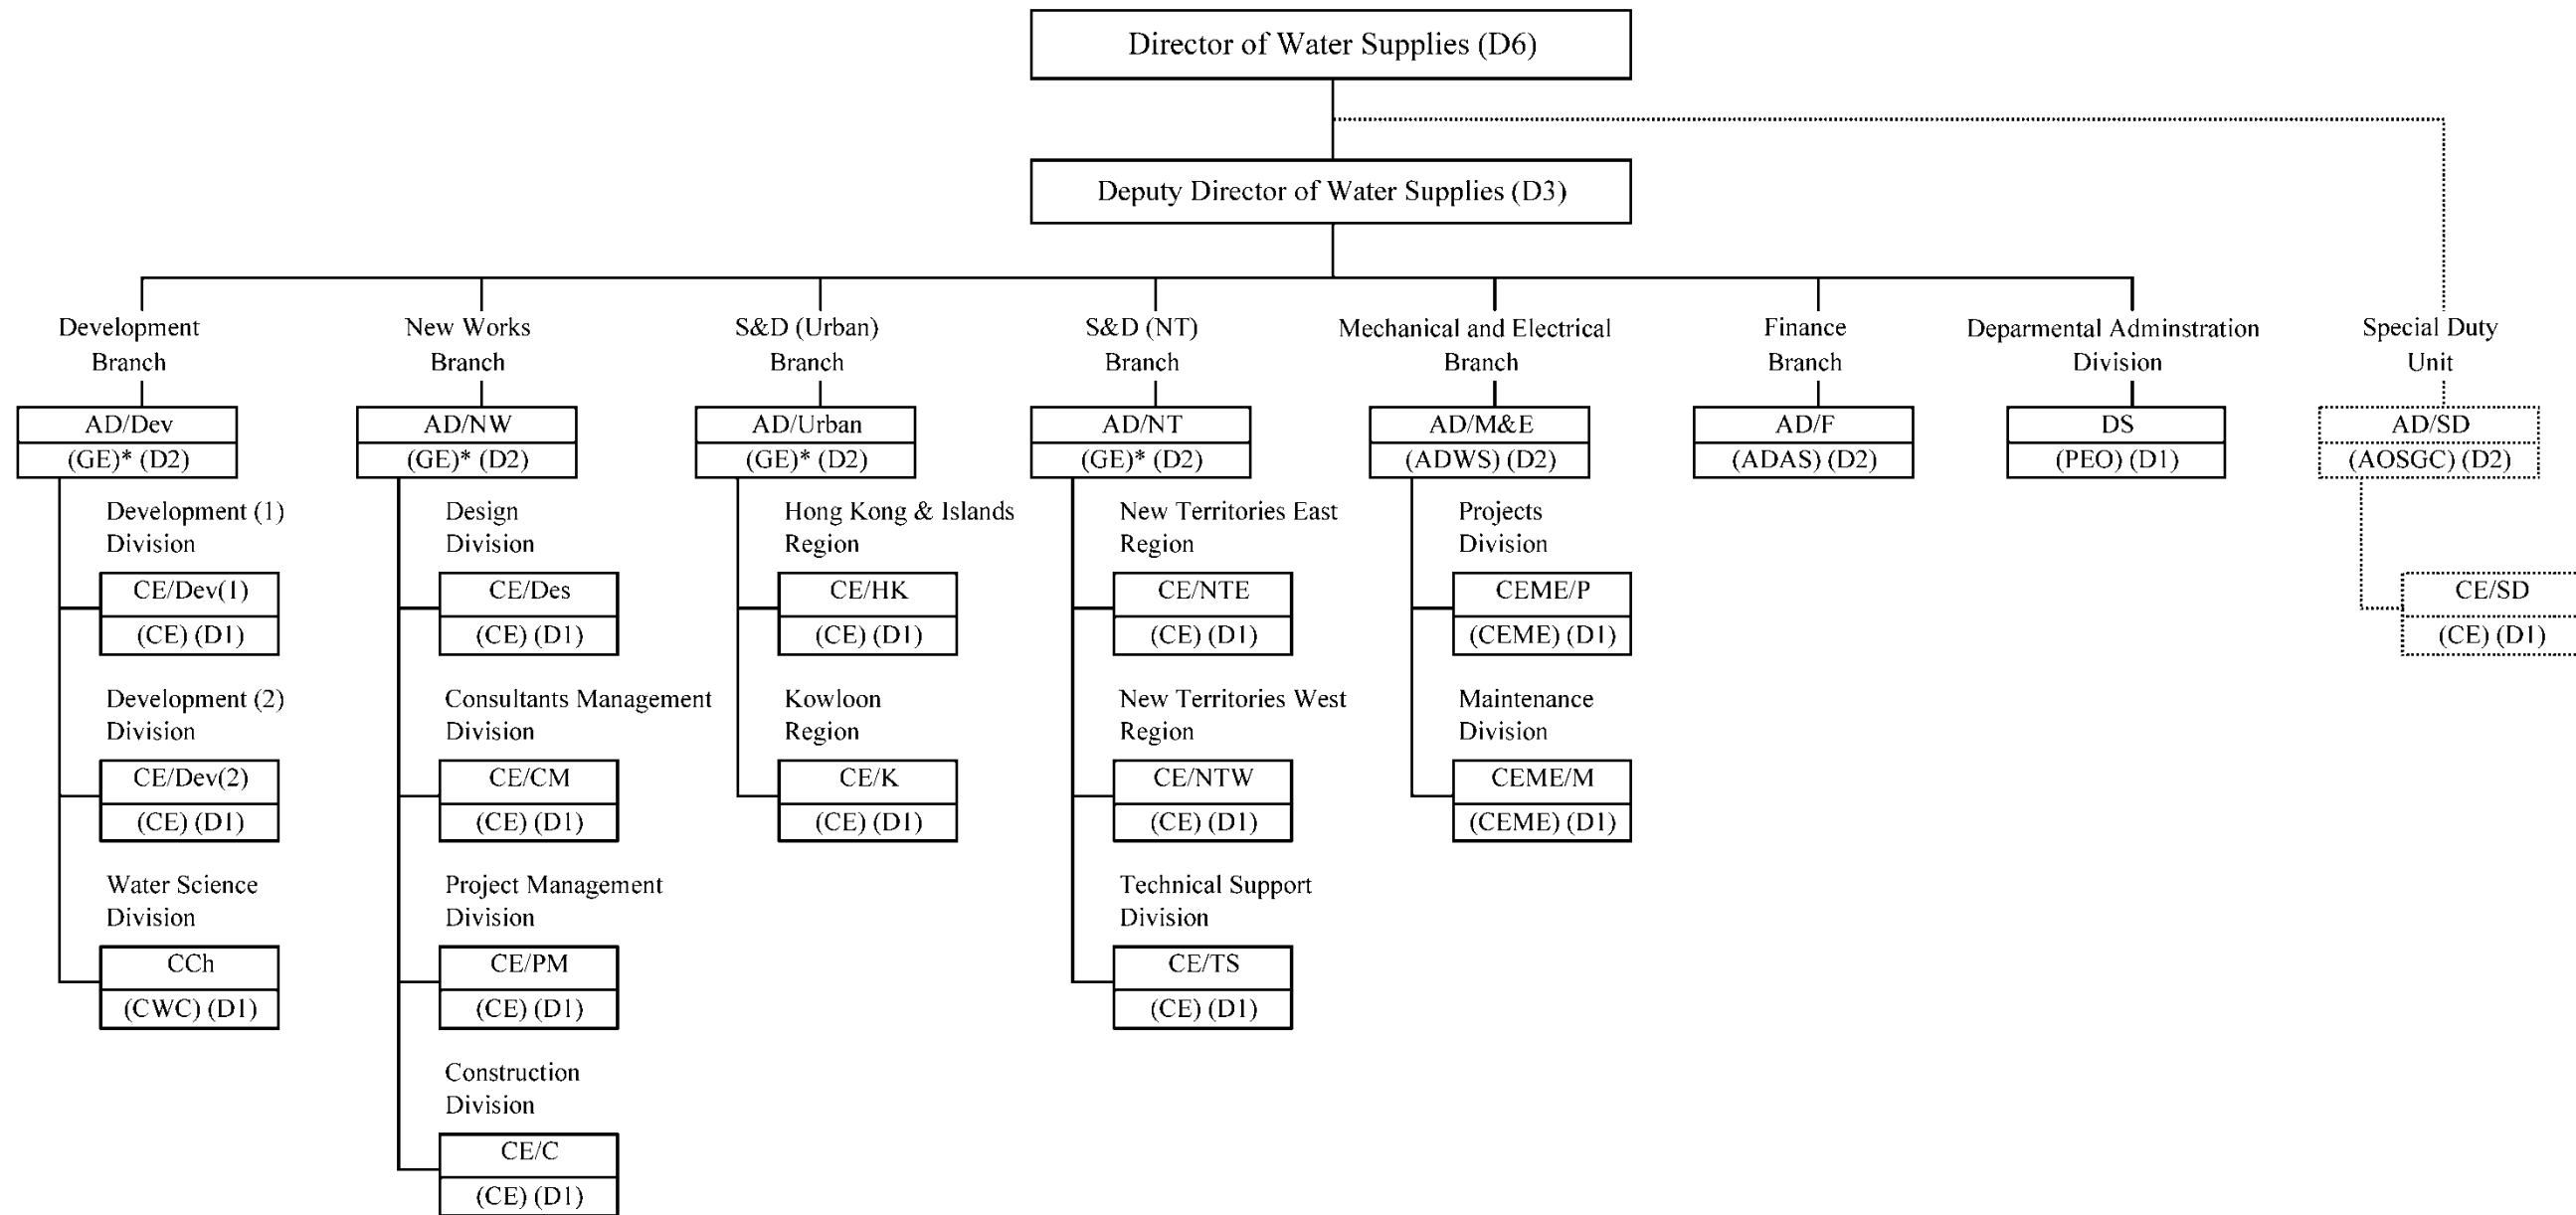 Director of Water Supplies (D6)
Deputy Director of Water Supplies (D3)
Development
Branch
AD/Dev
(GE)* (D2)
Development (1)
Division
CE/Dev(1)
(CE) (D1)
Development (2)
Division
CE/Dev(2)
(CE) (D1)
Water Science
Division
CCh
(CWC) (D1)
New Works
Branch
AD/NW
(GE)* (D2)
Design
Division
CE/Des
(CE) (D1)
Consultants Management
Division
CE/CM
(CE) (D1)
Project Management
Division
CE/PM
(CE) (D1)
Construction
Division
CE/C
(CE) (D1)
S&D (Urban)
Branch
AD/Urban
(GE)* (D2)
Hong Kong & Islands
Region
CE/HK
(CE) (D1)
Kowloon
Region
CE/K
(CE) (D1)
S&D (NT)
Branch
AD/NT
(GE)* (D2)
New Territories East
Region
CE/NTE
(CE) (D1)
New Territories West
Region
CE/NTW
(CE) (D1)
Technical Support
Division
CE/TS
(CE) (D1)
Mechanical and Electrical
Branch
AD/M&E
(ADWS) (D2)
Projects
Division
CEME/P
(CEME) (D1)
Maintenance
Division
CEME/M
(CEME) (D1)
Finance
Branch
AD/F
(ADAS) (D2)
Deparmental Adminstration
Division
DS
(PEO) (D1)
Special Duty
Unit
AD/SD
(AOSGC) (D2)
CE/SD
(CE) (D1)